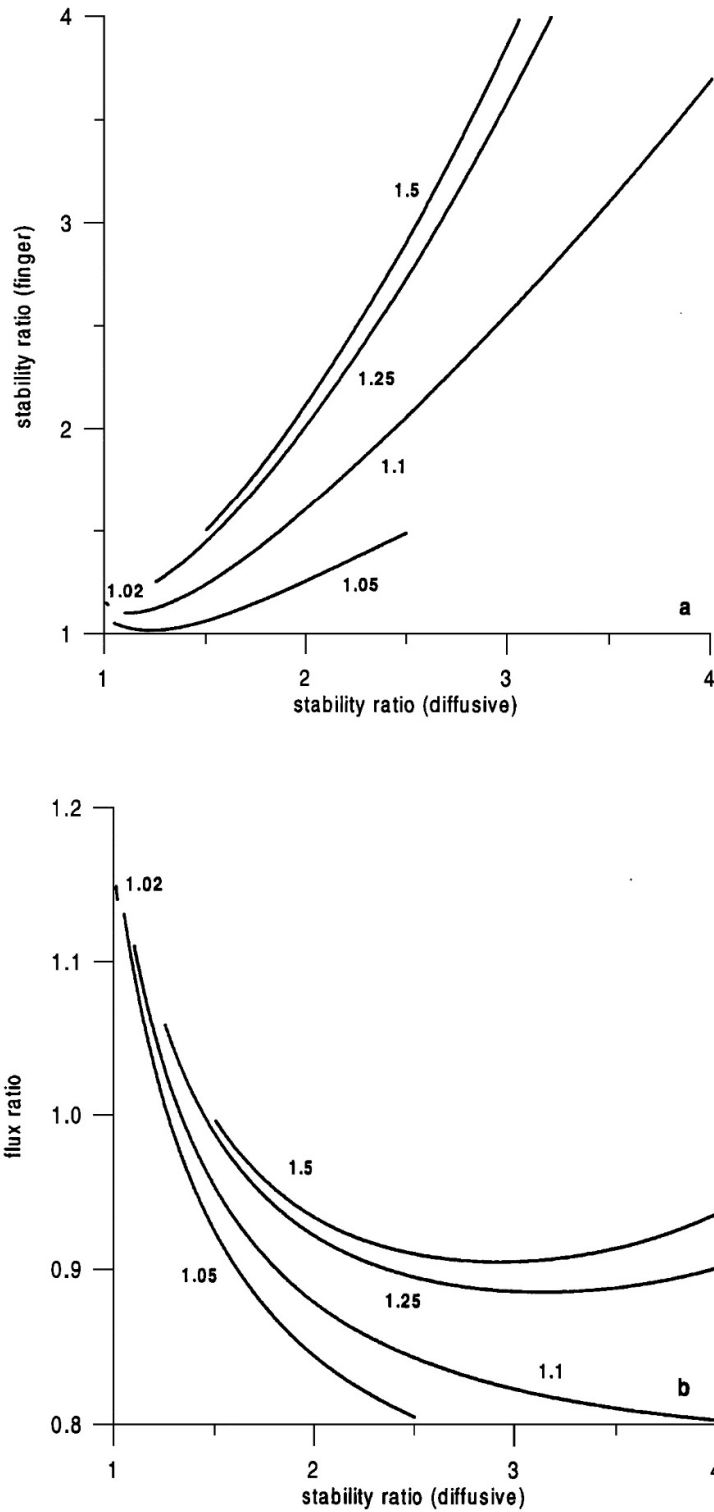 4
3
2
1
stability ratio (finger)
1.5
1.25
1.1
1.05
1.02
a
1 2 3 4
stability ratio (diffusive)
1.2
1.1
1.0
0.9
0.8
flux ratio
1.02
1.5
1.05
1.25
1.1
b
1 2 3 4
stability ratio (diffusive)